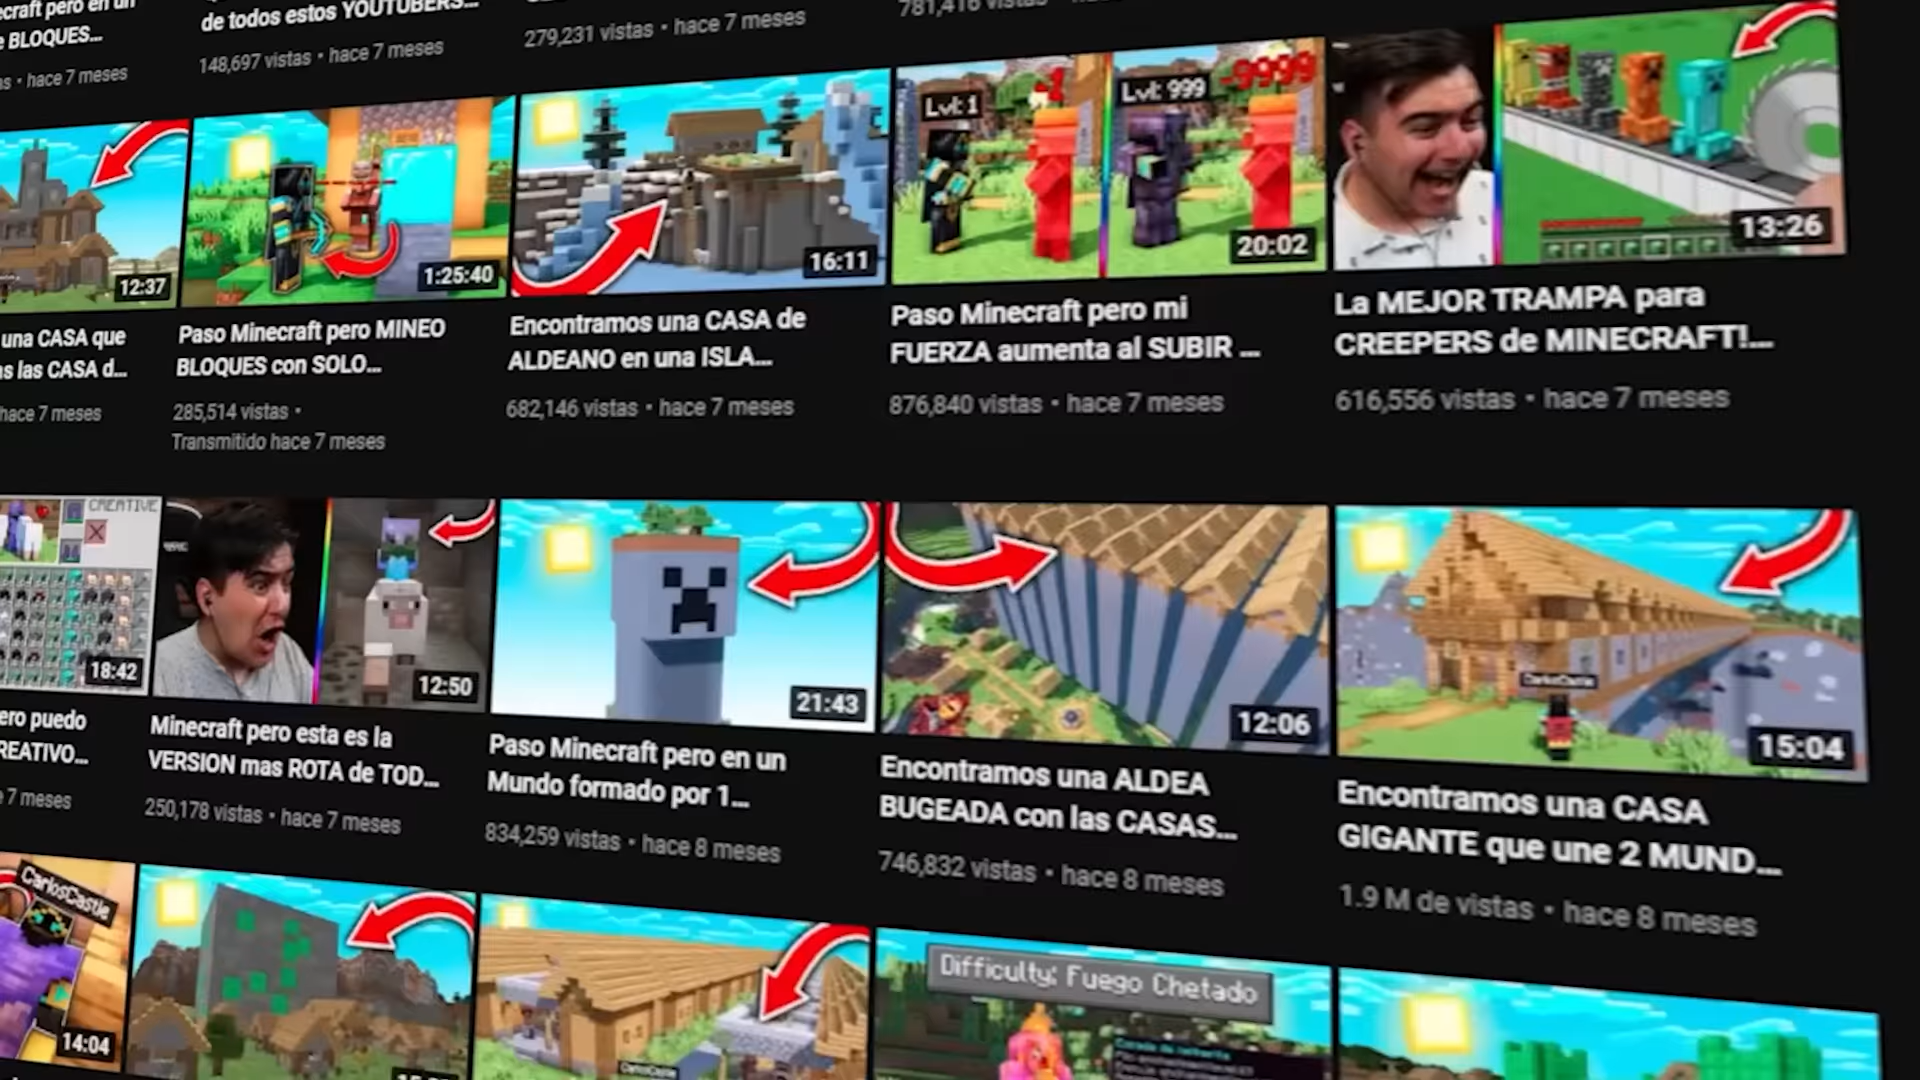 de BLOQUES...
hace 7 meses
de todos estos YOUTUBERS...
148,697 vistas • hace 7 meses
279,231 vistas • hace 7 meses
781,416 vistas
12:37
una CASA que
las CASA d...
hace 7 meses
1:25:40
Paso Minecraft pero MINEO
BLOQUES con SOLO...
285,514 vistas •
Transmitido hace 7 meses
16:11
Encontramos una CASA de
ALDEANO en una ISLA...
682,146 vistas • hace 7 meses
Lvl: 1
-1
Lvl: 999
-9999
20:02
Paso Minecraft pero mi
FUERZA aumenta al SUBIR ...
876,840 vistas • hace 7 meses
13:26
La MEJOR TRAMPA para
CREEPERS de MINECRAFT!...
616,556 vistas • hace 7 meses
CREATIVE
18:42
ero puedo
REATIVO...
7 meses
12:50
Minecraft pero esta es la
VERSION mas ROTA de TOD...
250,178 vistas • hace 7 meses
21:43
Paso Minecraft pero en un
Mundo formado por 1...
834,259 vistas • hace 8 meses
12:06
Encontramos una ALDEA
BUGEADA con las CASAS...
746,832 vistas • hace 8 meses
CarlosCastle
15:04
Encontramos una CASA
GIGANTE que une 2 MUND...
1.9 M de vistas • hace 8 meses
CarlosCastle
14:04
Difficulty: Fuego Chetado